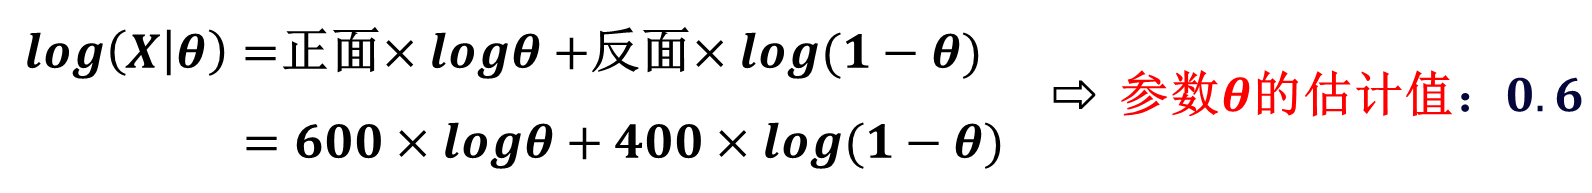 log(X|θ) =正面× logθ +反面× log(1 − θ)
= 600 × logθ + 400 × log(1 − θ)
⇨ 参数θ的估计值：0.6